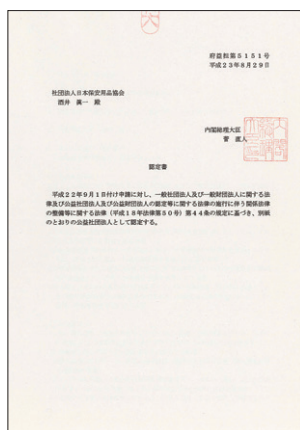 府益担第5151号
平成23年8月29日
社団法人日本保安用品協会
酒井 眞一 殿
内閣総理大臣
菅 直人
認定書
平成22年9月1日付け申請に対し、一般社団法人及び一般財団法人に関する法
律及び公益社団法人及び公益財団法人の認定等に関する法律の施行に伴う関係法律
の整備等に関する法律（平成18年法律第50号）第44条の規定に基づき、別紙
のとおりの公益社団法人として認定する。